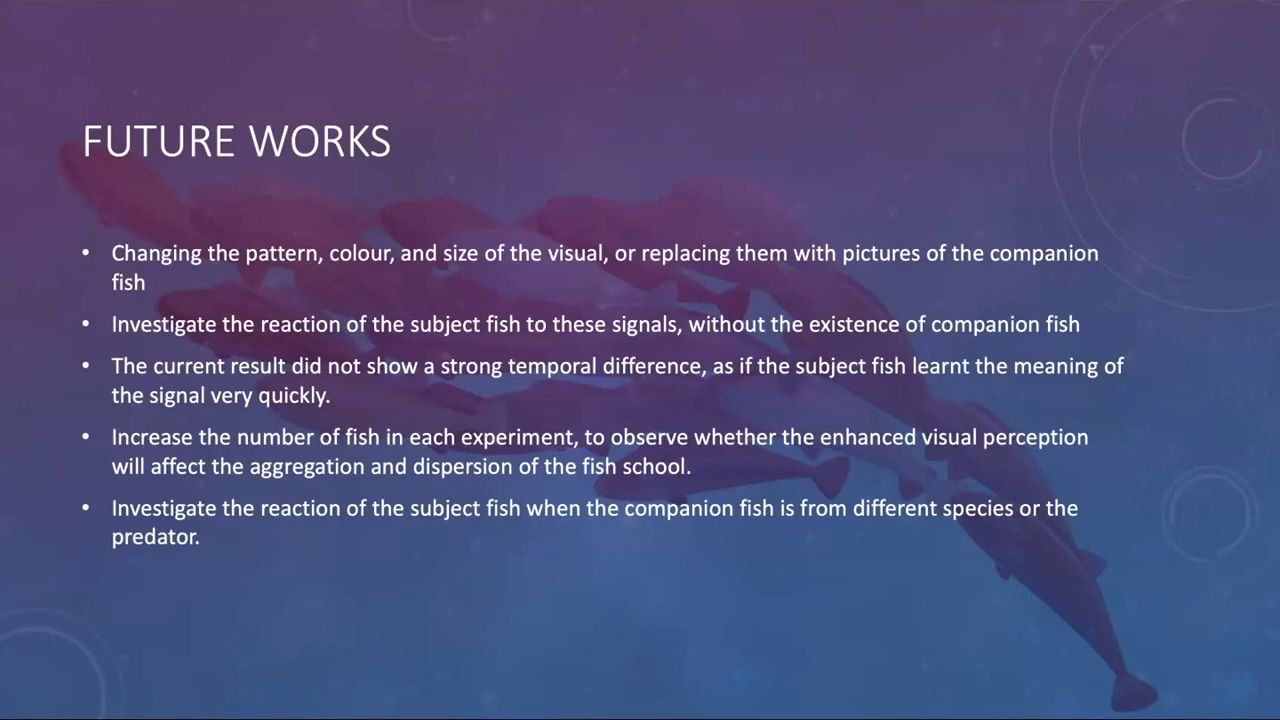 FUTURE WORKS
• Changing the pattern, colour, and size of the visual, or replacing them with pictures of the companion
fish
• Investigate the reaction of the subject fish to these signals, without the existence of companion fish
• The current result did not show a strong temporal difference, as if the subject fish learnt the meaning of
the signal very quickly.
• Increase the number of fish in each experiment, to observe whether the enhanced visual perception
will affect the aggregation and dispersion of the fish school.
• Investigate the reaction of the subject fish when the companion fish is from different species or the
predator.